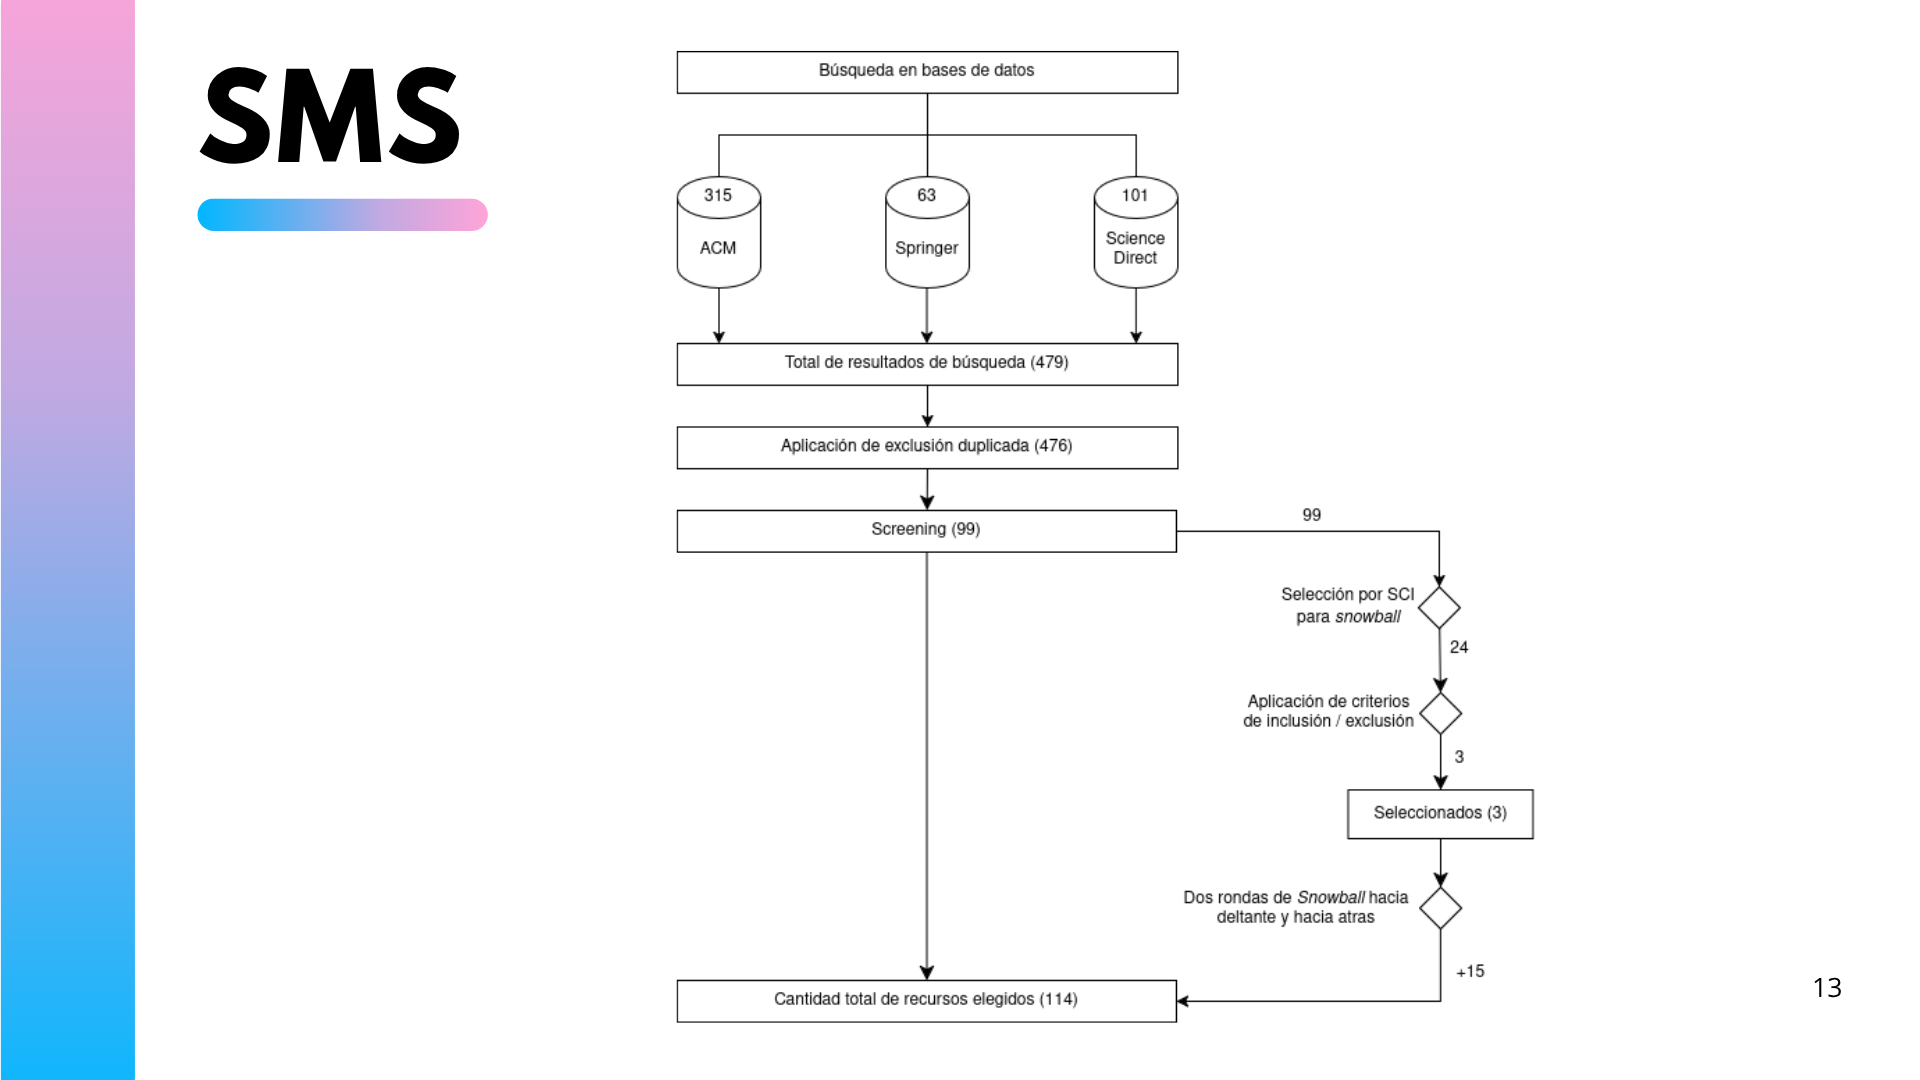 SMS
Búsqueda en bases de datos
315
ACM
63
Springer
101
Science
Direct
Total de resultados de búsqueda (479)
Aplicación de exclusión duplicada (476)
Screening (99)
99
Selección por SCI
para snowball
24
Aplicación de criterios
de inclusión / exclusión
3
Seleccionados (3)
Dos rondas de Snowball hacia
deltante y hacia atras
+15
Cantidad total de recursos elegidos (114)
13